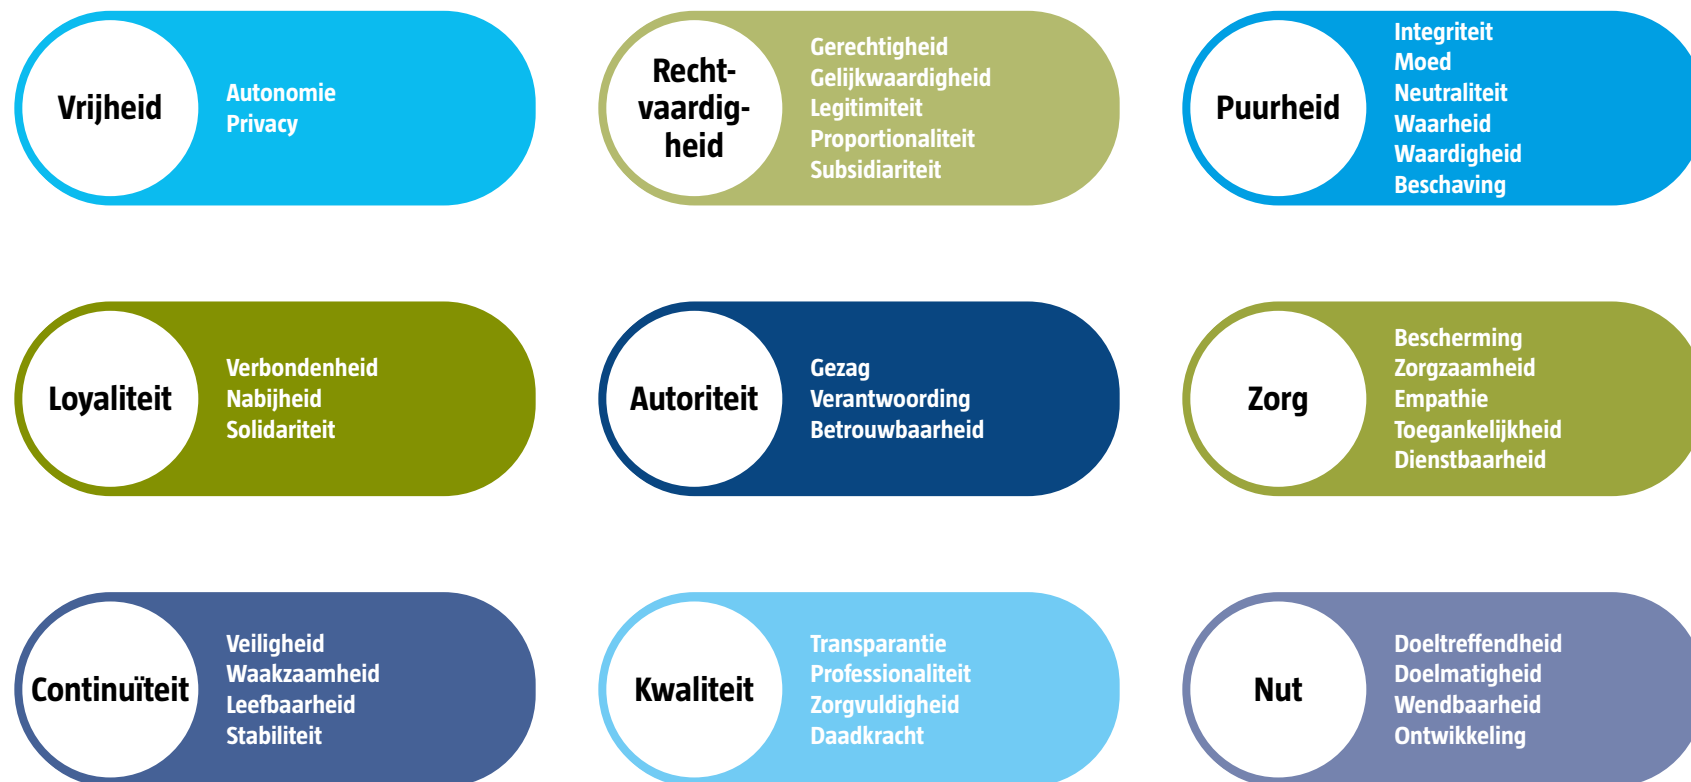 Vrijheid
Autonomie
Privacy
Recht-
vaardig-
heid
Gerechtigheid
Gelijkwaardigheid
Legitimiteit
Proportionaliteit
Subsidiariteit
Puurheid
Integriteit
Moed
Neutraliteit
Waarheid
Waardigheid
Beschaving
Loyaliteit
Verbondenheid
Nabijheid
Solidariteit
Autoriteit
Gezag
Verantwoording
Betrouwbaarheid
Zorg
Bescherming
Zorgzaamheid
Empathie
Toegankelijkheid
Dienstbaarheid
Continuïteit
Veiligheid
Waakzaamheid
Leefbaarheid
Stabiliteit
Kwaliteit
Transparantie
Professionaliteit
Zorgvuldigheid
Daadkracht
Nut
Doeltreffendheid
Doelmatigheid
Wendbaarheid
Ontwikkeling